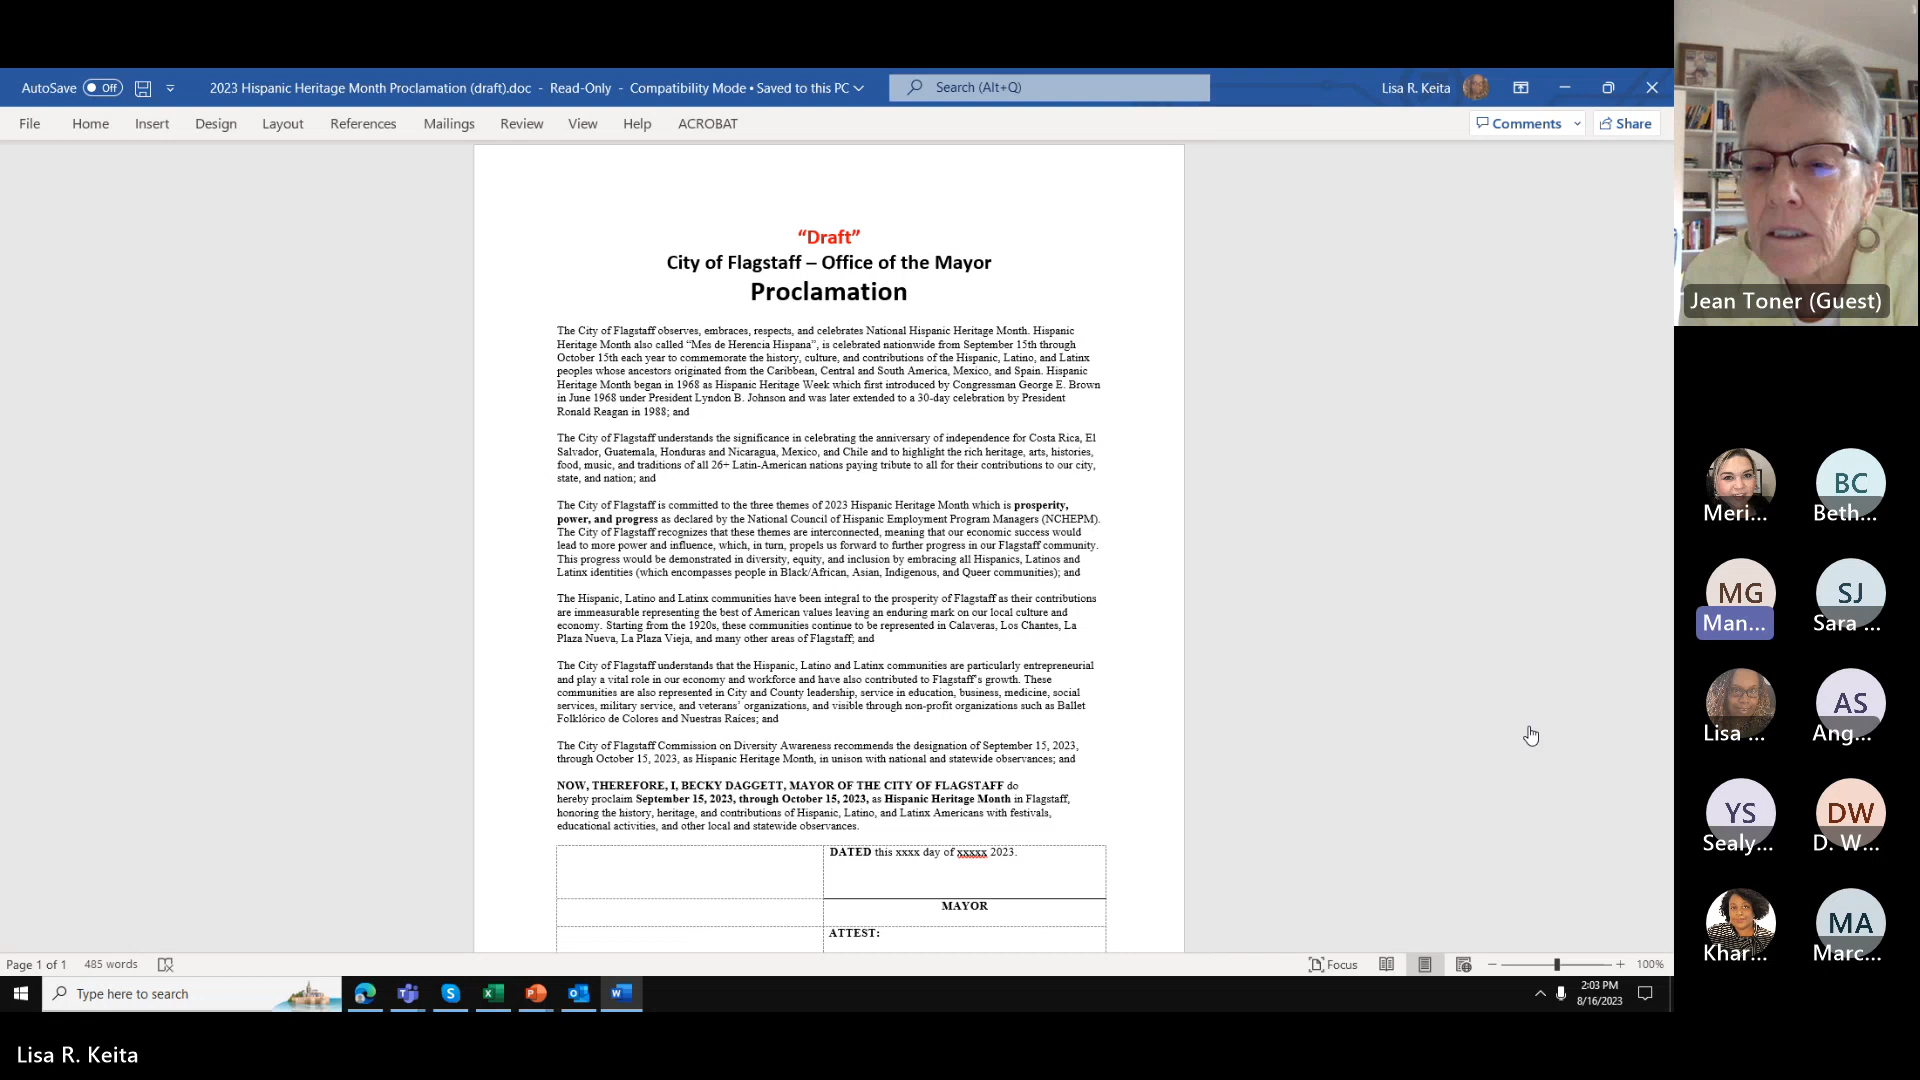 AutoSave Off 2023 Hispanic Heritage Month Proclamation (draft).doc - Read-Only - Compatibility Mode • Saved to this PC Search (Alt+Q) Lisa R. Keita
File Home Insert Design Layout References Mailings Review View Help ACROBAT Comments Share
“Draft”
City of Flagstaff – Office of the Mayor
Proclamation
The City of Flagstaff observes, embraces, respects, and celebrates National Hispanic Heritage Month. Hispanic
Heritage Month also called “Mes de Herencia Hispana”, is celebrated nationwide from September 15th through
October 15th each year to commemorate the history, culture, and contributions of the Hispanic, Latino, and Latinx
peoples whose ancestors originated from the Caribbean, Central and South America, Mexico, and Spain. Hispanic
Heritage Month began in 1968 as Hispanic Heritage Week which first introduced by Congressman George E. Brown
in June 1968 under President Lyndon B. Johnson and was later extended to a 30-day celebration by President
Ronald Reagan in 1988; and
The City of Flagstaff understands the significance in celebrating the anniversary of independence for Costa Rica, El
Salvador, Guatemala, Honduras and Nicaragua, Mexico, and Chile and to highlight the rich heritage, arts, histories,
food, music, and traditions of all 26+ Latin-American nations paying tribute to all for their contributions to our city,
state, and nation; and
The City of Flagstaff is committed to the three themes of 2023 Hispanic Heritage Month which is prosperity,
power, and progress as declared by the National Council of Hispanic Employment Program Managers (NCHEPM).
The City of Flagstaff recognizes that these themes are interconnected, meaning that our economic success would
lead to more power and influence, which, in turn, propels us forward to further progress in our Flagstaff community.
This progress would be demonstrated in diversity, equity, and inclusion by embracing all Hispanics, Latinos and
Latinx identities (which encompasses people in Black/African, Asian, Indigenous, and Queer communities); and
The Hispanic, Latino and Latinx communities have been integral to the prosperity of Flagstaff as their contributions
are immeasurable representing the best of American values leaving an enduring mark on our local culture and
economy. Starting from the 1920s, these communities continue to be represented in Calaveras, Los Chantes, La
Plaza Nueva, La Plaza Vieja, and many other areas of Flagstaff; and
The City of Flagstaff understands that the Hispanic, Latino and Latinx communities are particularly entrepreneurial
and play a vital role in our economy and workforce and have also contributed to Flagstaff’s growth. These
communities are also represented in City and County leadership, service in education, business, medicine, social
services, military service, and veterans’ organizations, and visible through non-profit organizations such as Ballet
Folklórico de Colores and Nuestras Raíces; and
The City of Flagstaff Commission on Diversity Awareness recommends the designation of September 15, 2023,
through October 15, 2023, as Hispanic Heritage Month, in unison with national and statewide observances; and
NOW, THEREFORE, I, BECKY DAGGETT, MAYOR OF THE CITY OF FLAGSTAFF do
hereby proclaim September 15, 2023, through October 15, 2023, as Hispanic Heritage Month in Flagstaff,
honoring the history, heritage, and contributions of Hispanic, Latino, and Latinx Americans with festivals,
educational activities, and other local and statewide observances.
DATED this xxxx day of xxxxx 2023.
MAYOR
ATTEST:
Page 1 of 1 485 words Focus 100%
Type here to search 2:03 PM
8/16/2023
Lisa R. Keita
Jean Toner (Guest)
Meri...
BC
Beth...
MG
Man...
SJ
Sara ...
Lisa ...
AS
Ang...
YS
Sealy...
DW
D. W...
Khar...
MA
Marc...